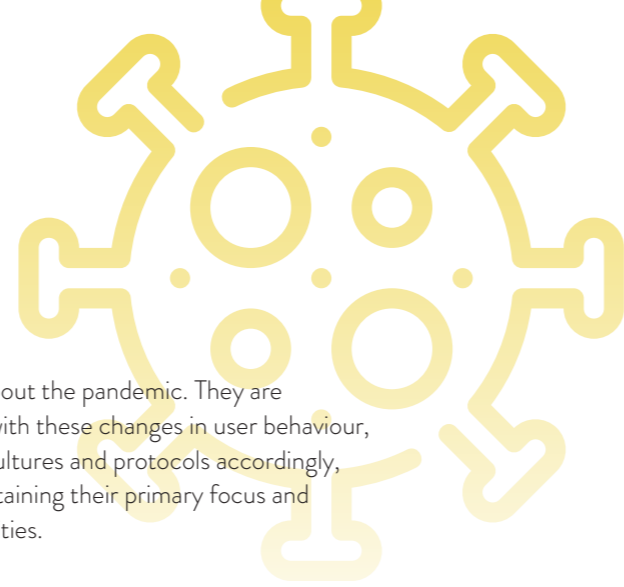 out the pandemic. They are
with these changes in user behaviour,
ultures and protocols accordingly,
taining their primary focus and
ties.